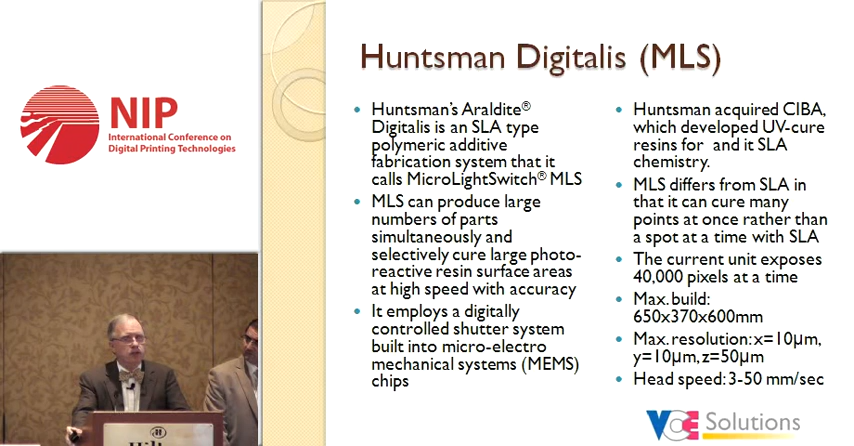 NIP
International Conference on
Digital Printing Technologies
Huntsman Digitalis (MLS)
Huntsman's Araldite®
Digitalis is an SLA type
polymeric additive
fabrication system that it
calls MicroLightSwitch® MLS
MLS can produce large
numbers of parts
simultaneously and
selectively cure large photo-
reactive resin surface areas
at high speed with accuracy
It employs a digitally
controlled shutter system
built into micro-electro
mechanical systems (MEMS)
chips
Huntsman acquired CIBA,
which developed UV-cure
resins for and it SLA
chemistry.
MLS differs from SLA in
that it can cure many
points at once rather than
a spot at a time with SLA
The current unit exposes
40,000 pixels at a time
Max. build:
650x370x600mm
Max. resolution: x=10µm,
y=10µm, z=50µm
Head speed: 3-50 mm/sec
VCE Solutions